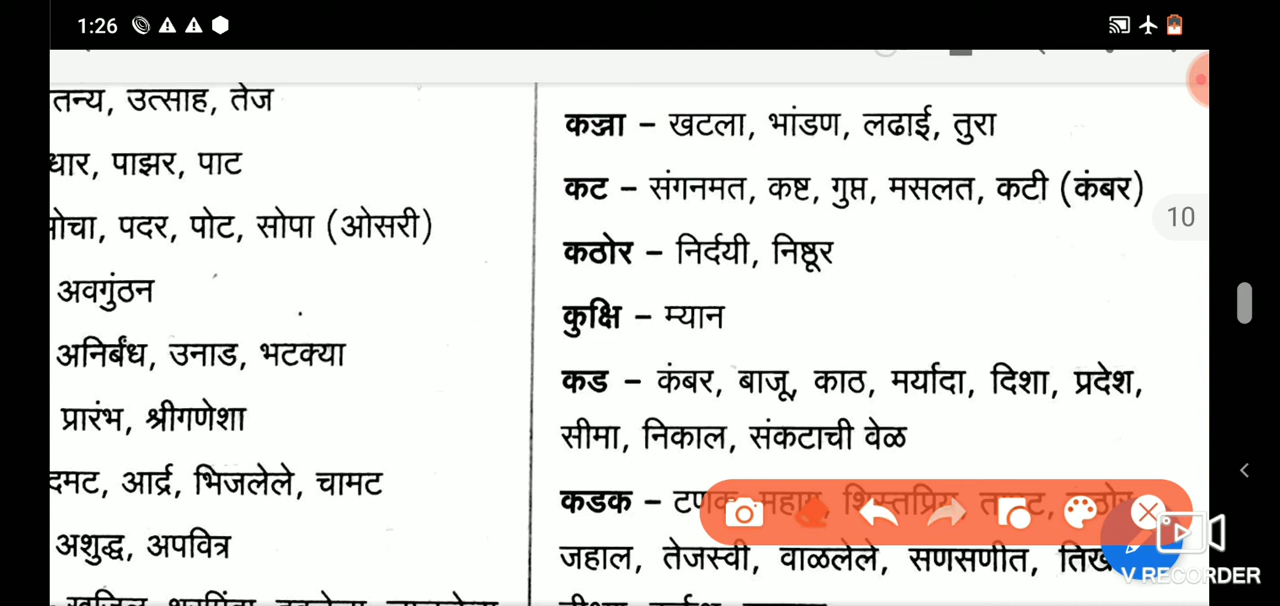 1:26
तन्य, उत्साह, तेज
धार, पाझर, पाट
पदर, पोट, सोपा (ओसरी)
अवगुंठन
अनिर्बंध, उनाड, भटक्या
प्रारंभ, श्रीगणेशा
दमट, आर्द्र, भिजलेले, चामट
अशुद्ध, अपवित्र
कज्जा – खटला, भांडण, लढाई, तुरा
कट – संगनमत, कष्ट, गुप्त, मसलत, कटी (कंबर)
कठोर – निर्दयी, निष्ठूर
कुक्षि – म्यान
कड – कंबर, बाजू, काठ, मर्यादा, दिशा, प्रदेश,
सीमा, निकाल, संकटाची वेळ
कडक – टणक, महाग, शिस्तप्रिय,
जहाल, तेजस्वी, वाळलेले, सणसणीत,
10
V RECORDER